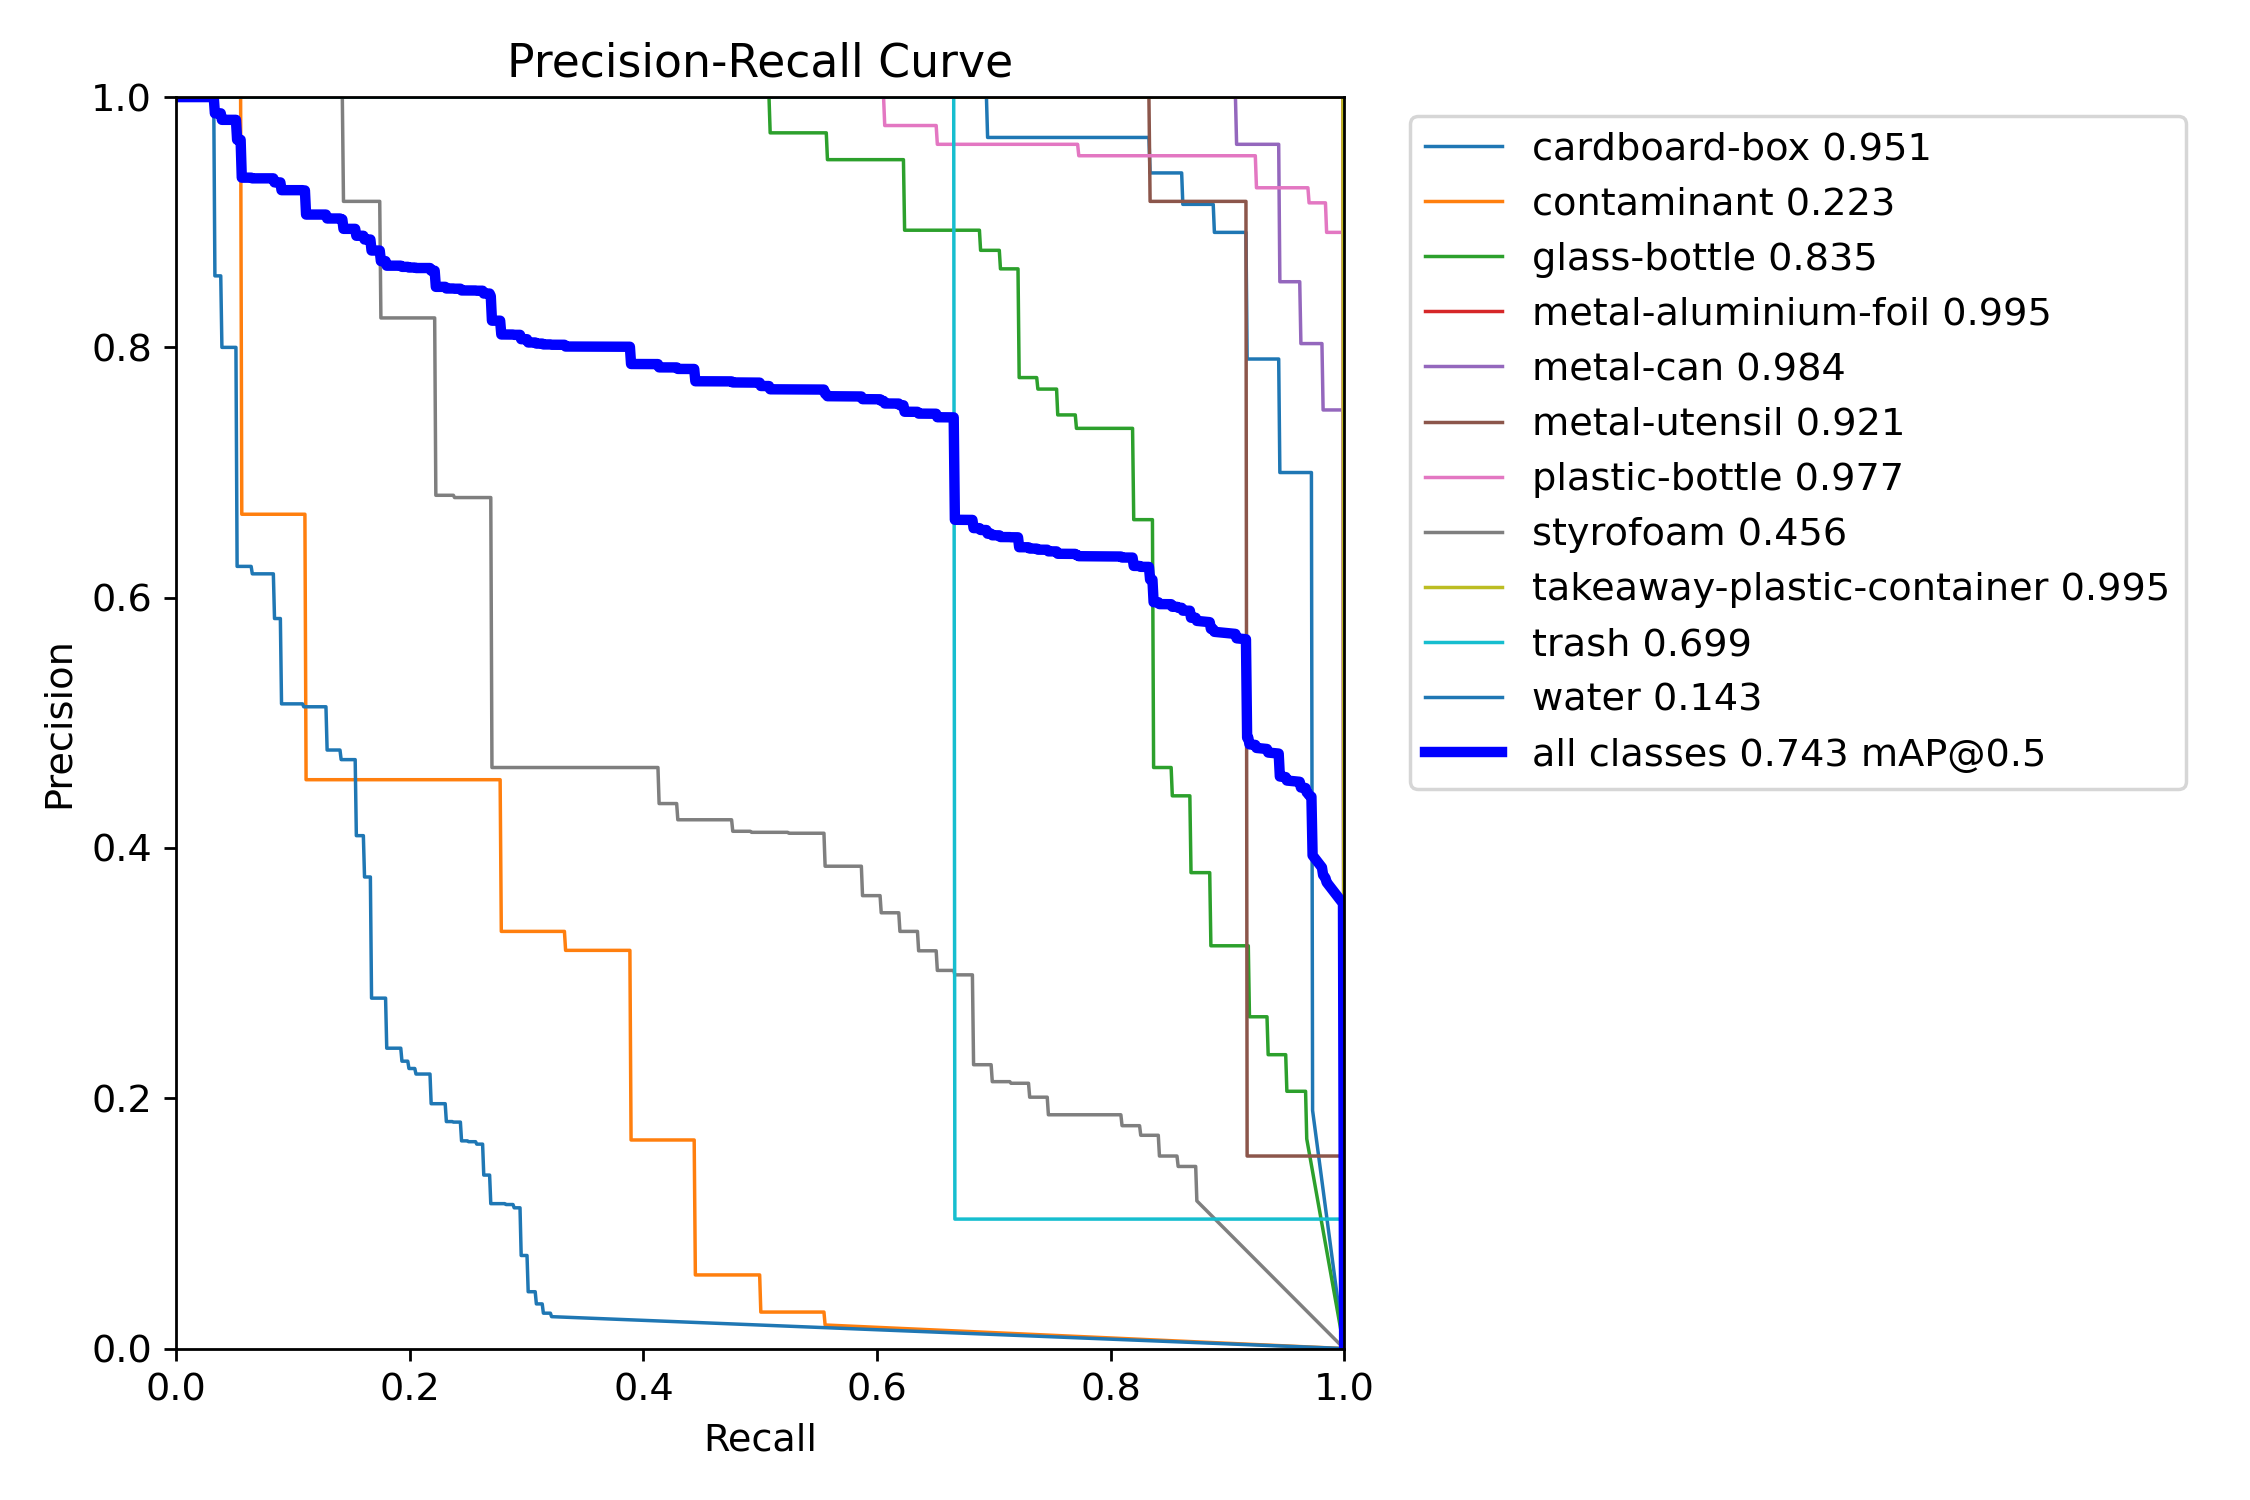 Precision-Recall Curve
1.0
0.8
0.6
0.4
0.2
0.0
Precision
0.0 0.2 0.4 0.6 0.8 1.0
Recall
cardboard-box 0.951
contaminant 0.223
glass-bottle 0.835
metal-aluminium-foil 0.995
metal-can 0.984
metal-utensil 0.921
plastic-bottle 0.977
styrofoam 0.456
takeaway-plastic-container 0.995
trash 0.699
water 0.143
all classes 0.743 mAP@0.5